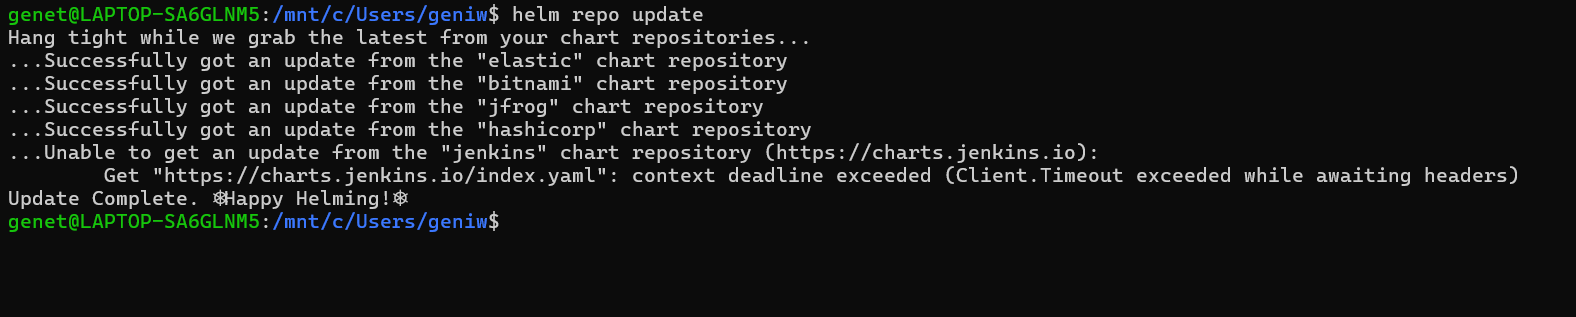 genet@LAPTOP-SA6GLNM5:/mnt/c/Users/geniw$ helm repo update
Hang tight while we grab the latest from your chart repositories...
...Successfully got an update from the "elastic" chart repository
...Successfully got an update from the "bitnami" chart repository
...Successfully got an update from the "jfrog" chart repository
...Successfully got an update from the "hashicorp" chart repository
...Unable to get an update from the "jenkins" chart repository (https://charts.jenkins.io):
        Get "https://charts.jenkins.io/index.yaml": context deadline exceeded (Client.Timeout exceeded while awaiting headers)
Update Complete. ⎈Happy Helming!⎈
genet@LAPTOP-SA6GLNM5:/mnt/c/Users/geniw$